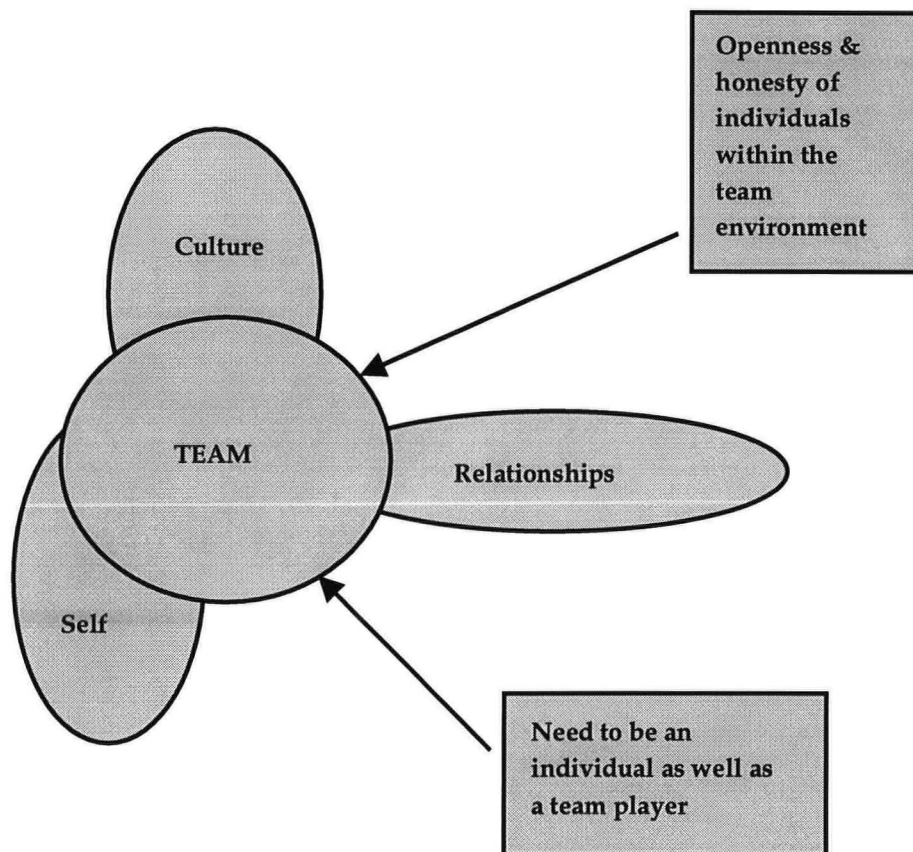 Openness &
honesty of
individuals
within the
team
environment
Culture
TEAM
Relationships
Self
Need to be an
individual as well as
a team player